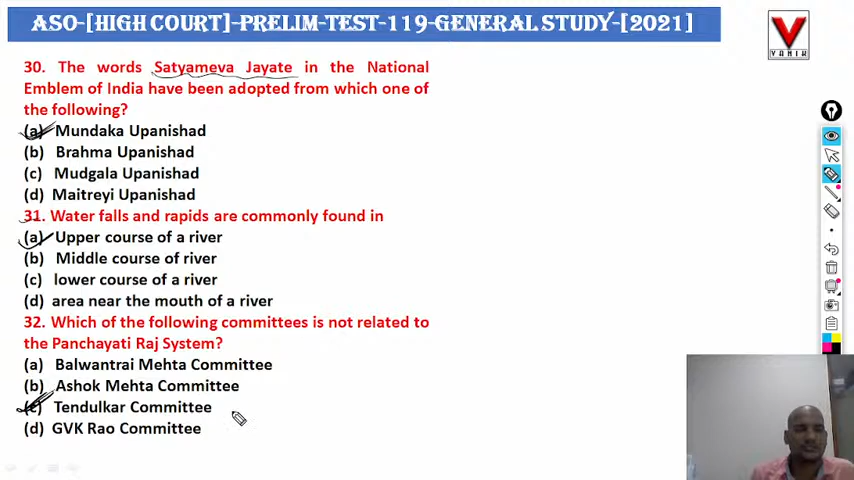 ASO-[HIGH COURT]-PRELIM-TEST-119-GENERAL STUDY-[2021]
VAHIR
30. The words Satyameva Jayate in the National
Emblem of India have been adopted from which one of
the following?
(a) Mundaka Upanishad
(b) Brahma Upanishad
(c) Mudgala Upanishad
(d) Maitreyi Upanishad
31. Water falls and rapids are commonly found in
(a) Upper course of a river
(b) Middle course of river
(c) lower course of a river
(d) area near the mouth of a river
32. Which of the following committees is not related to
the Panchayati Raj System?
(a) Balwantrai Mehta Committee
(b) Ashok Mehta Committee
(c) Tendulkar Committee
(d) GVK Rao Committee